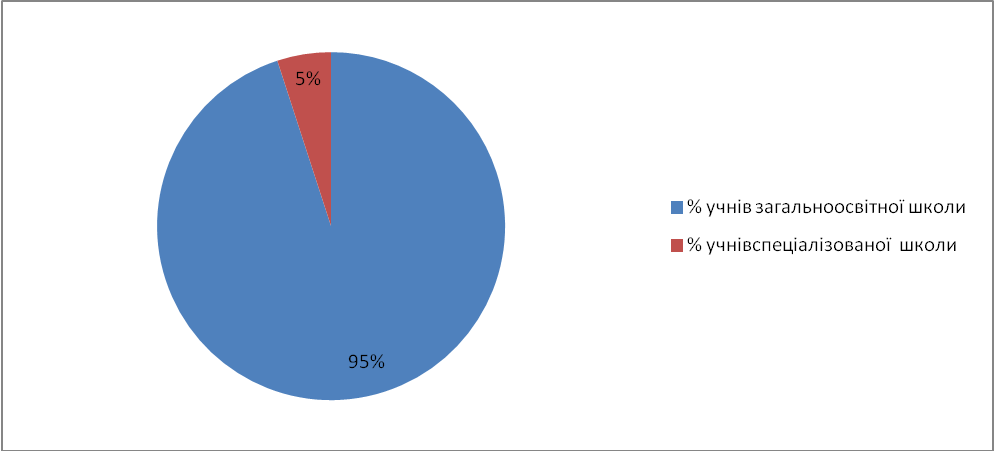 5%
% учнів загальноосвітної школи
% учнівспеціалізованої  школи
95%